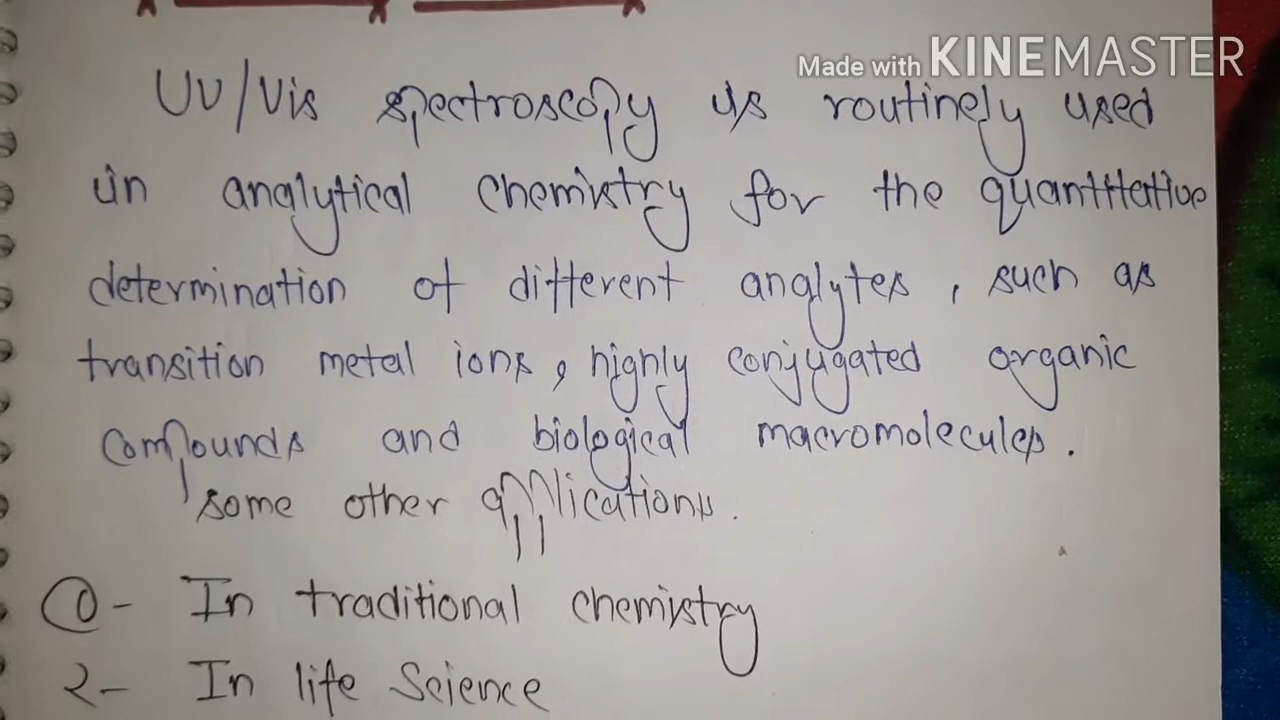 Made with KINEMASTER
UV/Vis spectroscopy is routinely used
in analytical chemistry for the quantitative
determination of different analytes, such as
transition metal ions, highly conjugated organic
compounds and biological macromolecules.
some other applications.
① - In traditional chemistry
2 - In life Science